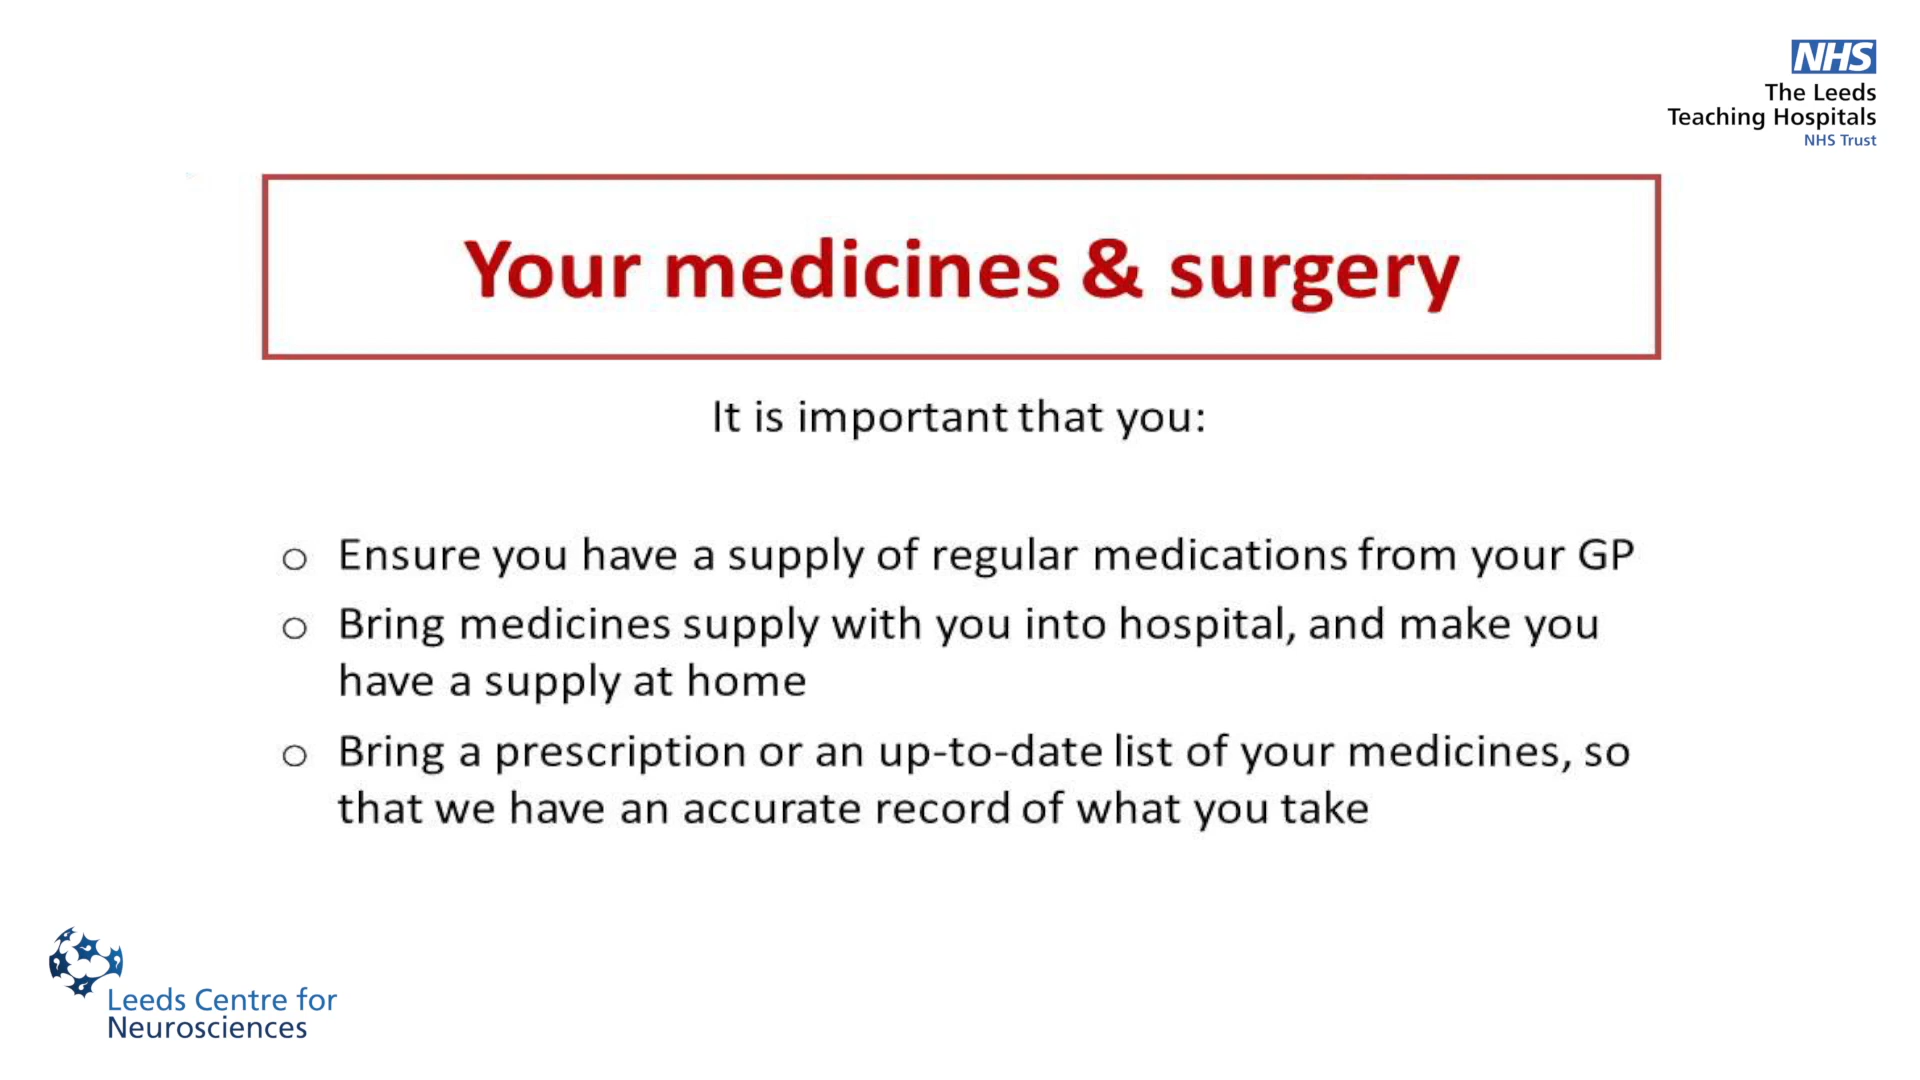 NHS
The Leeds
Teaching Hospitals
NHS Trust
Your medicines & surgery
It is important that you:
o Ensure you have a supply of regular medications from your GP
o Bring medicines supply with you into hospital, and make you
have a supply at home
o Bring a prescription or an up-to-date list of your medicines, so
that we have an accurate record of what you take
Leeds Centre for
Neurosciences